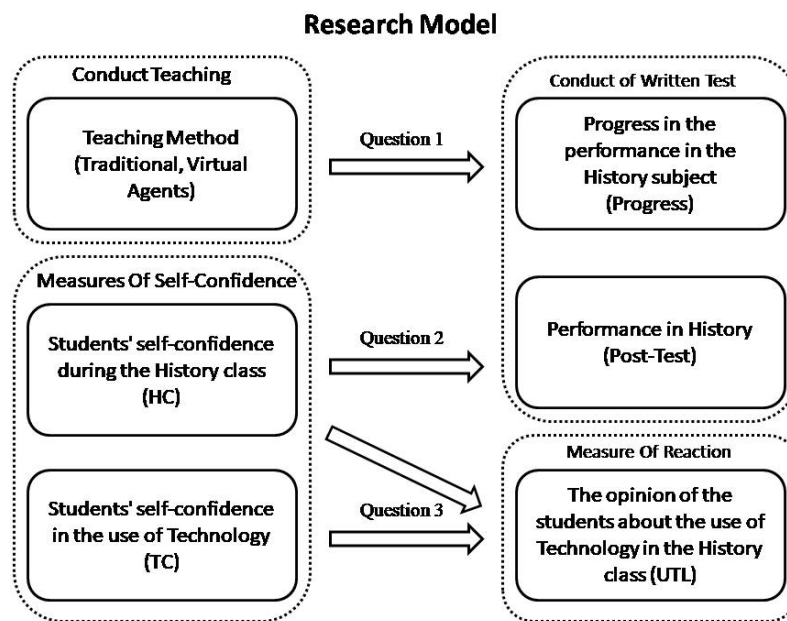 Research Model
Conduct Teaching
Teaching Method
(Traditional, Virtual
Agents)
Question 1
Conduct of Written Test
Progress in the
performance in the
History subject
(Progress)
Measures Of Self-Confidence
Students' self-confidence
during the History class
(HC)
Question 2
Performance in History
(Post-Test)
Students' self-confidence
in the use of Technology
(TC)
Question 3
Measure Of Reaction
The opinion of the
students about the use of
Technology in the History
class (UTL)